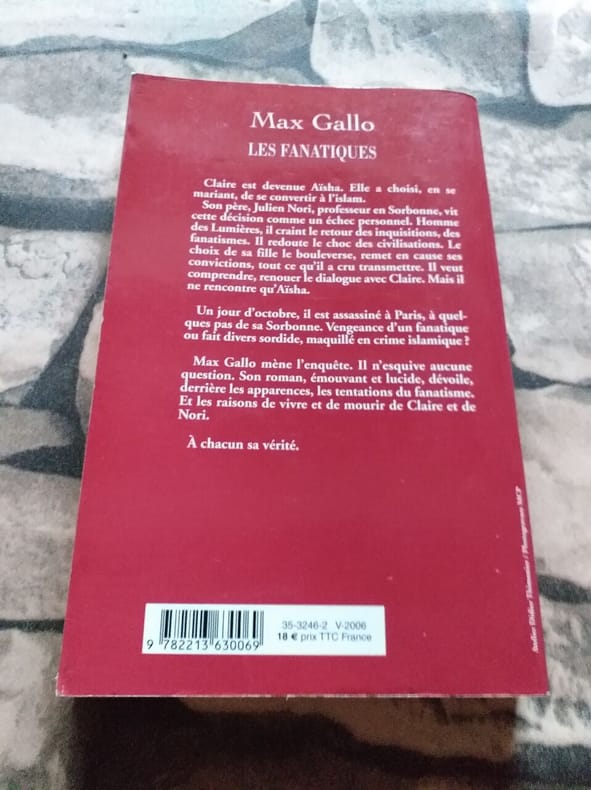 Max Gallo
LES FANATIQUES
Claire est devenue Aïsha. Elle a choisi, en se
mariant, de se convertir à l'islam.
Son père, Julien Nori, professeur en Sorbonne, vit
cette décision comme un échec personnel. Homme
des Lumières, il craint le retour des inquisitions, des
fanatismes. Il redoute le choc des civilisations. Le
choix de sa fille le bouleverse, remet en cause ses
convictions, tout ce qu'il a cru transmettre. Il veut
comprendre, renouer le dialogue avec Claire. Mais il
ne rencontre qu'Aïsha.
Un jour d'octobre, il est assassiné à Paris, à quel-
ques pas de sa Sorbonne. Vengeance d'un fanatique
ou fait divers sordide, maquillé en crime islamique ?
Max Gallo mène l'enquête. Il n'esquive aucune
question. Son roman, émouvant et lucide, dévoile,
derrière les apparences, les tentations du fanatisme.
Et les raisons de vivre et de mourir de Claire et de
Nori.
À chacun sa vérité.
35-3246-2 V-2006
18 € prix TTC France
9 782213 630069
Atelier Didier Thimonier / Photogravure MCP